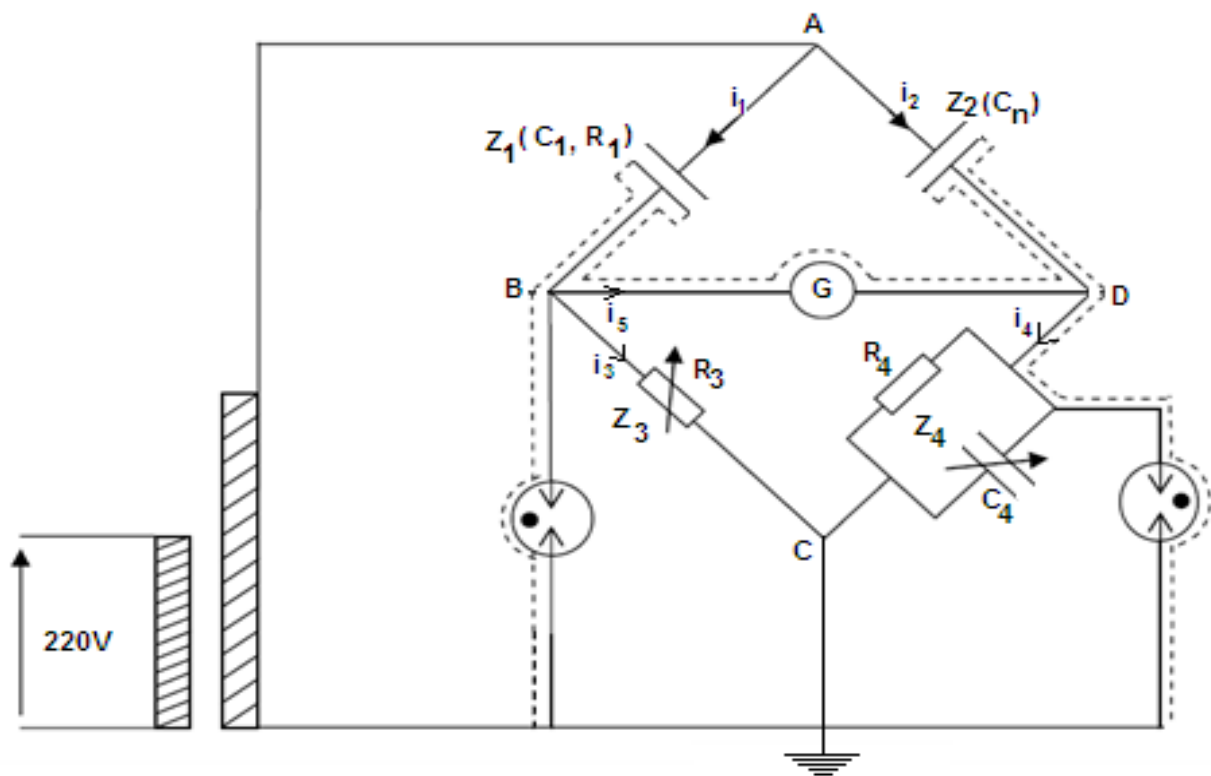 A
i₁
i₂
Z₁(C₁, R₁)
Z2(Cₙ)
B
G
D
i₅
i₃
i₄
R₃
R₄
Z₃
Z₄
C₄
C
220V